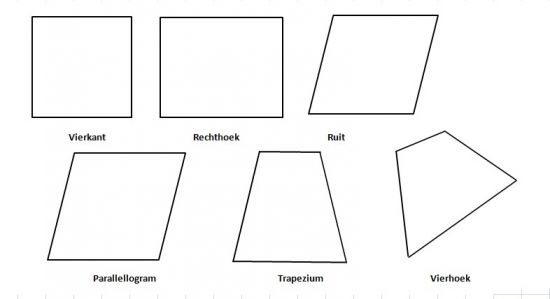 Vierkant
Rechthoek
Ruit
Parallellogram
Trapezium
Vierhoek